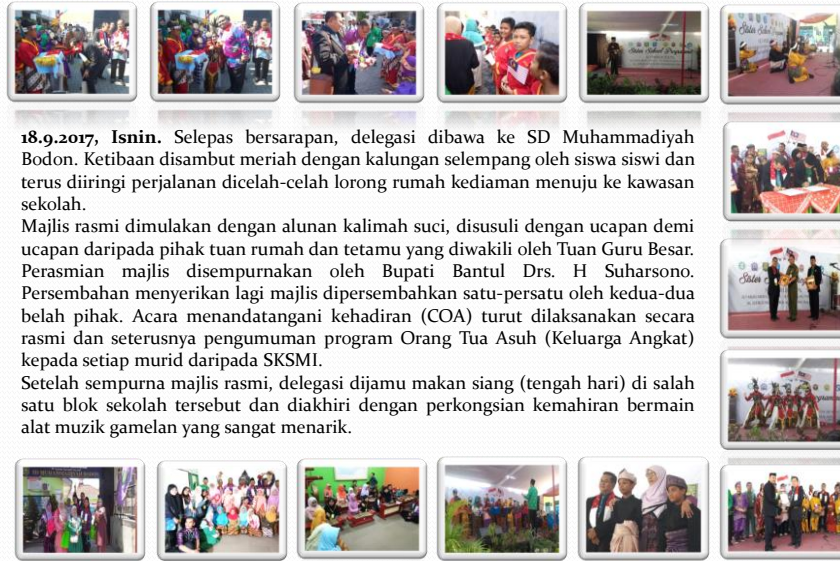 Sister School Programme
Sister School Programme
18.9.2017, Isnin. Selepas bersarapan, delegasi dibawa ke SD Muhammadiyah
Bodon. Ketibaan disambut meriah dengan kalungan selempang oleh siswa siswi dan
terus diiringi perjalanan dicelah-celah lorong rumah kediaman menuju ke kawasan
sekolah.
Majlis rasmi dimulakan dengan alunan kalimah suci, disusuli dengan ucapan demi
ucapan daripada pihak tuan rumah dan tetamu yang diwakili oleh Tuan Guru Besar.
Perasmian majlis disempurnakan oleh Bupati Bantul Drs. H Suharsono.
Persembahan menyerikan lagi majlis dipersembahkan satu-persatu oleh kedua-dua
belah pihak. Acara menandatangani kehadiran (COA) turut dilaksanakan secara
rasmi dan seterusnya pengumuman program Orang Tua Asuh (Keluarga Angkat)
kepada setiap murid daripada SKSMI.
Setelah sempurna majlis rasmi, delegasi dijamu makan siang (tengah hari) di salah
satu blok sekolah tersebut dan diakhiri dengan perkongsian kemahiran bermain
alat muzik gamelan yang sangat menarik.